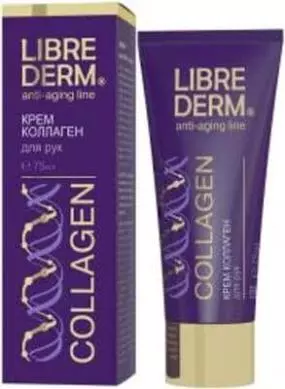 LIBRE
DERM®
anti-aging line
КРЕМ
КОЛЛАГЕН
для рук
e 75мл
COLLAGEN
LIBRE
DERM®
anti-aging line
COLLAGEN
КРЕМ КОЛЛАГЕН
для рук